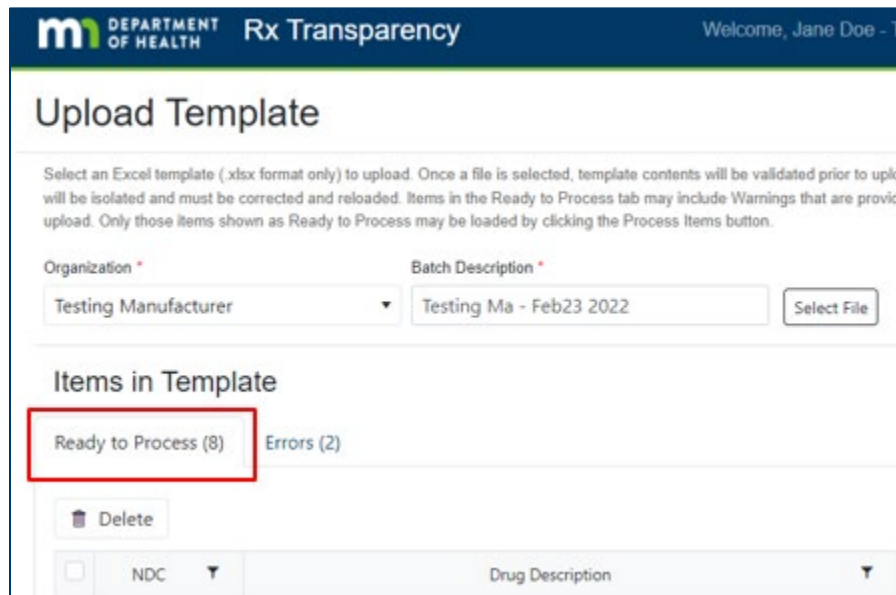 DEPARTMENT
OF HEALTH
Rx Transparency
Welcome, Jane Doe -
Upload Template
Select an Excel template (.xlsx format only) to upload. Once a file is selected, template contents will be validated prior to
will be isolated and must be corrected and reloaded. Items in the Ready to Process tab may include Warnings that are
upload. Only those items shown as Ready to Process may be loaded by clicking the Process Items button.
Organization *
Batch Description *
Testing Manufacturer
Testing Ma - Feb23 2022
Select File
Items in Template
Ready to Process (8)
Errors (2)
Delete
NDC
Drug Description